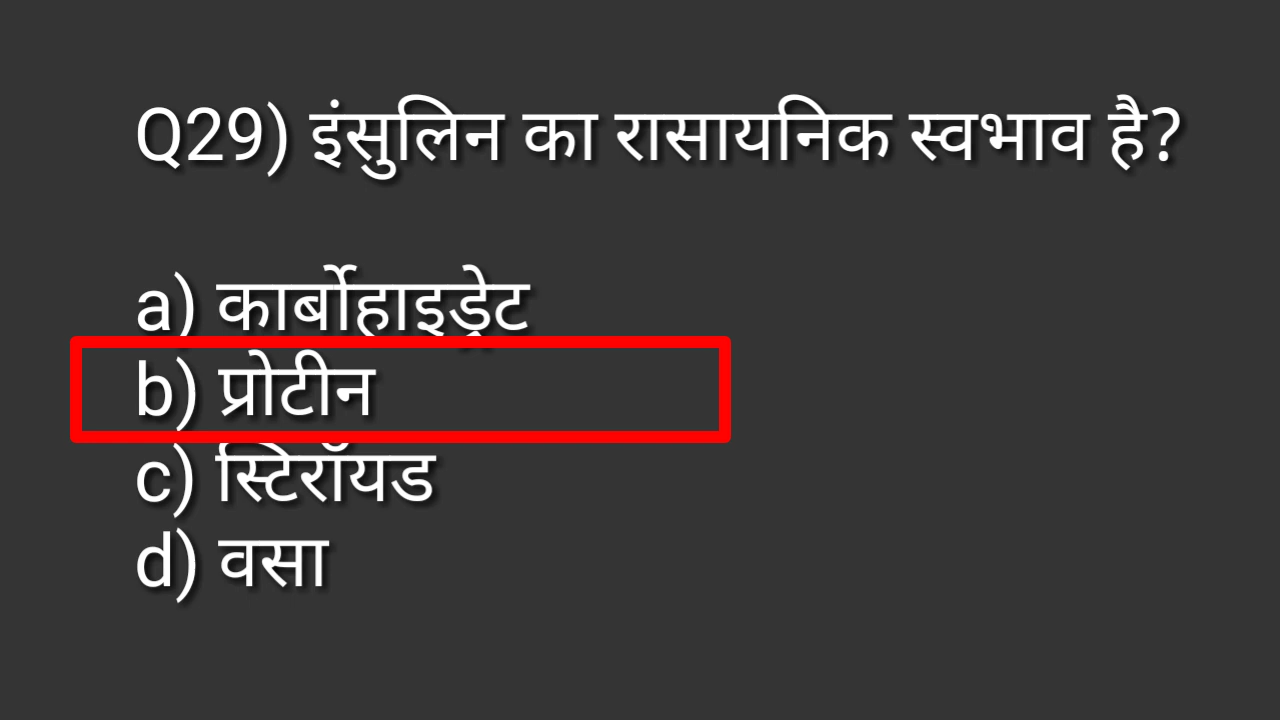 Q29) इंसुलिन का रासायनिक स्वभाव है?
a) कार्बोहाइड्रेट
b) प्रोटीन
c) स्टिरॉयड
d) वसा